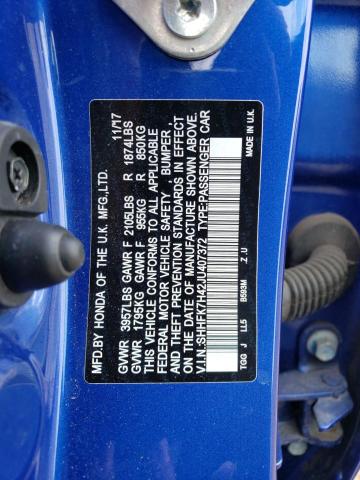 MFD.BY HONDA OF THE U.K. MFG.,LTD. 11/17
GVWR 3957LBS GAWR F 2105LBS R 1874LBS
GVWR 1795KG GAWR F 955KG R 850KG
THIS VEHICLE CONFORMS TO ALL APPLICABLE
FEDERAL MOTOR VEHICLE SAFETY, BUMPER,
AND THEFT PREVENTION STANDARDS IN EFFECT
ON THE DATE OF MANUFACTURE SHOWN ABOVE.
V.I.N.:SHHFK7H42JU407372 TYPE:PASSENGER CAR
TGG J LL5 B593M .Z .U MADE IN U.K.